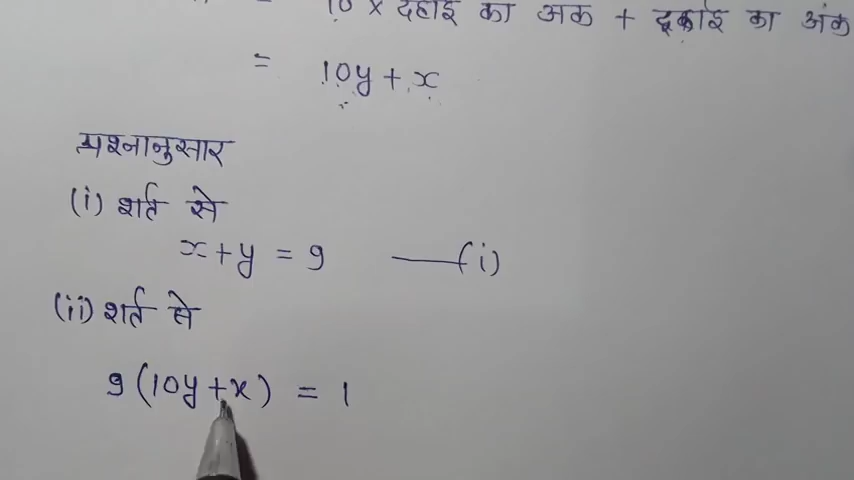 = 10 × दहाई का अंक + इकाई का अंक
= 10y + x
प्रश्नानुसार
(i) शर्त से
x + y = 9 —(i)
(ii) शर्त से
9(10y + x) = 1